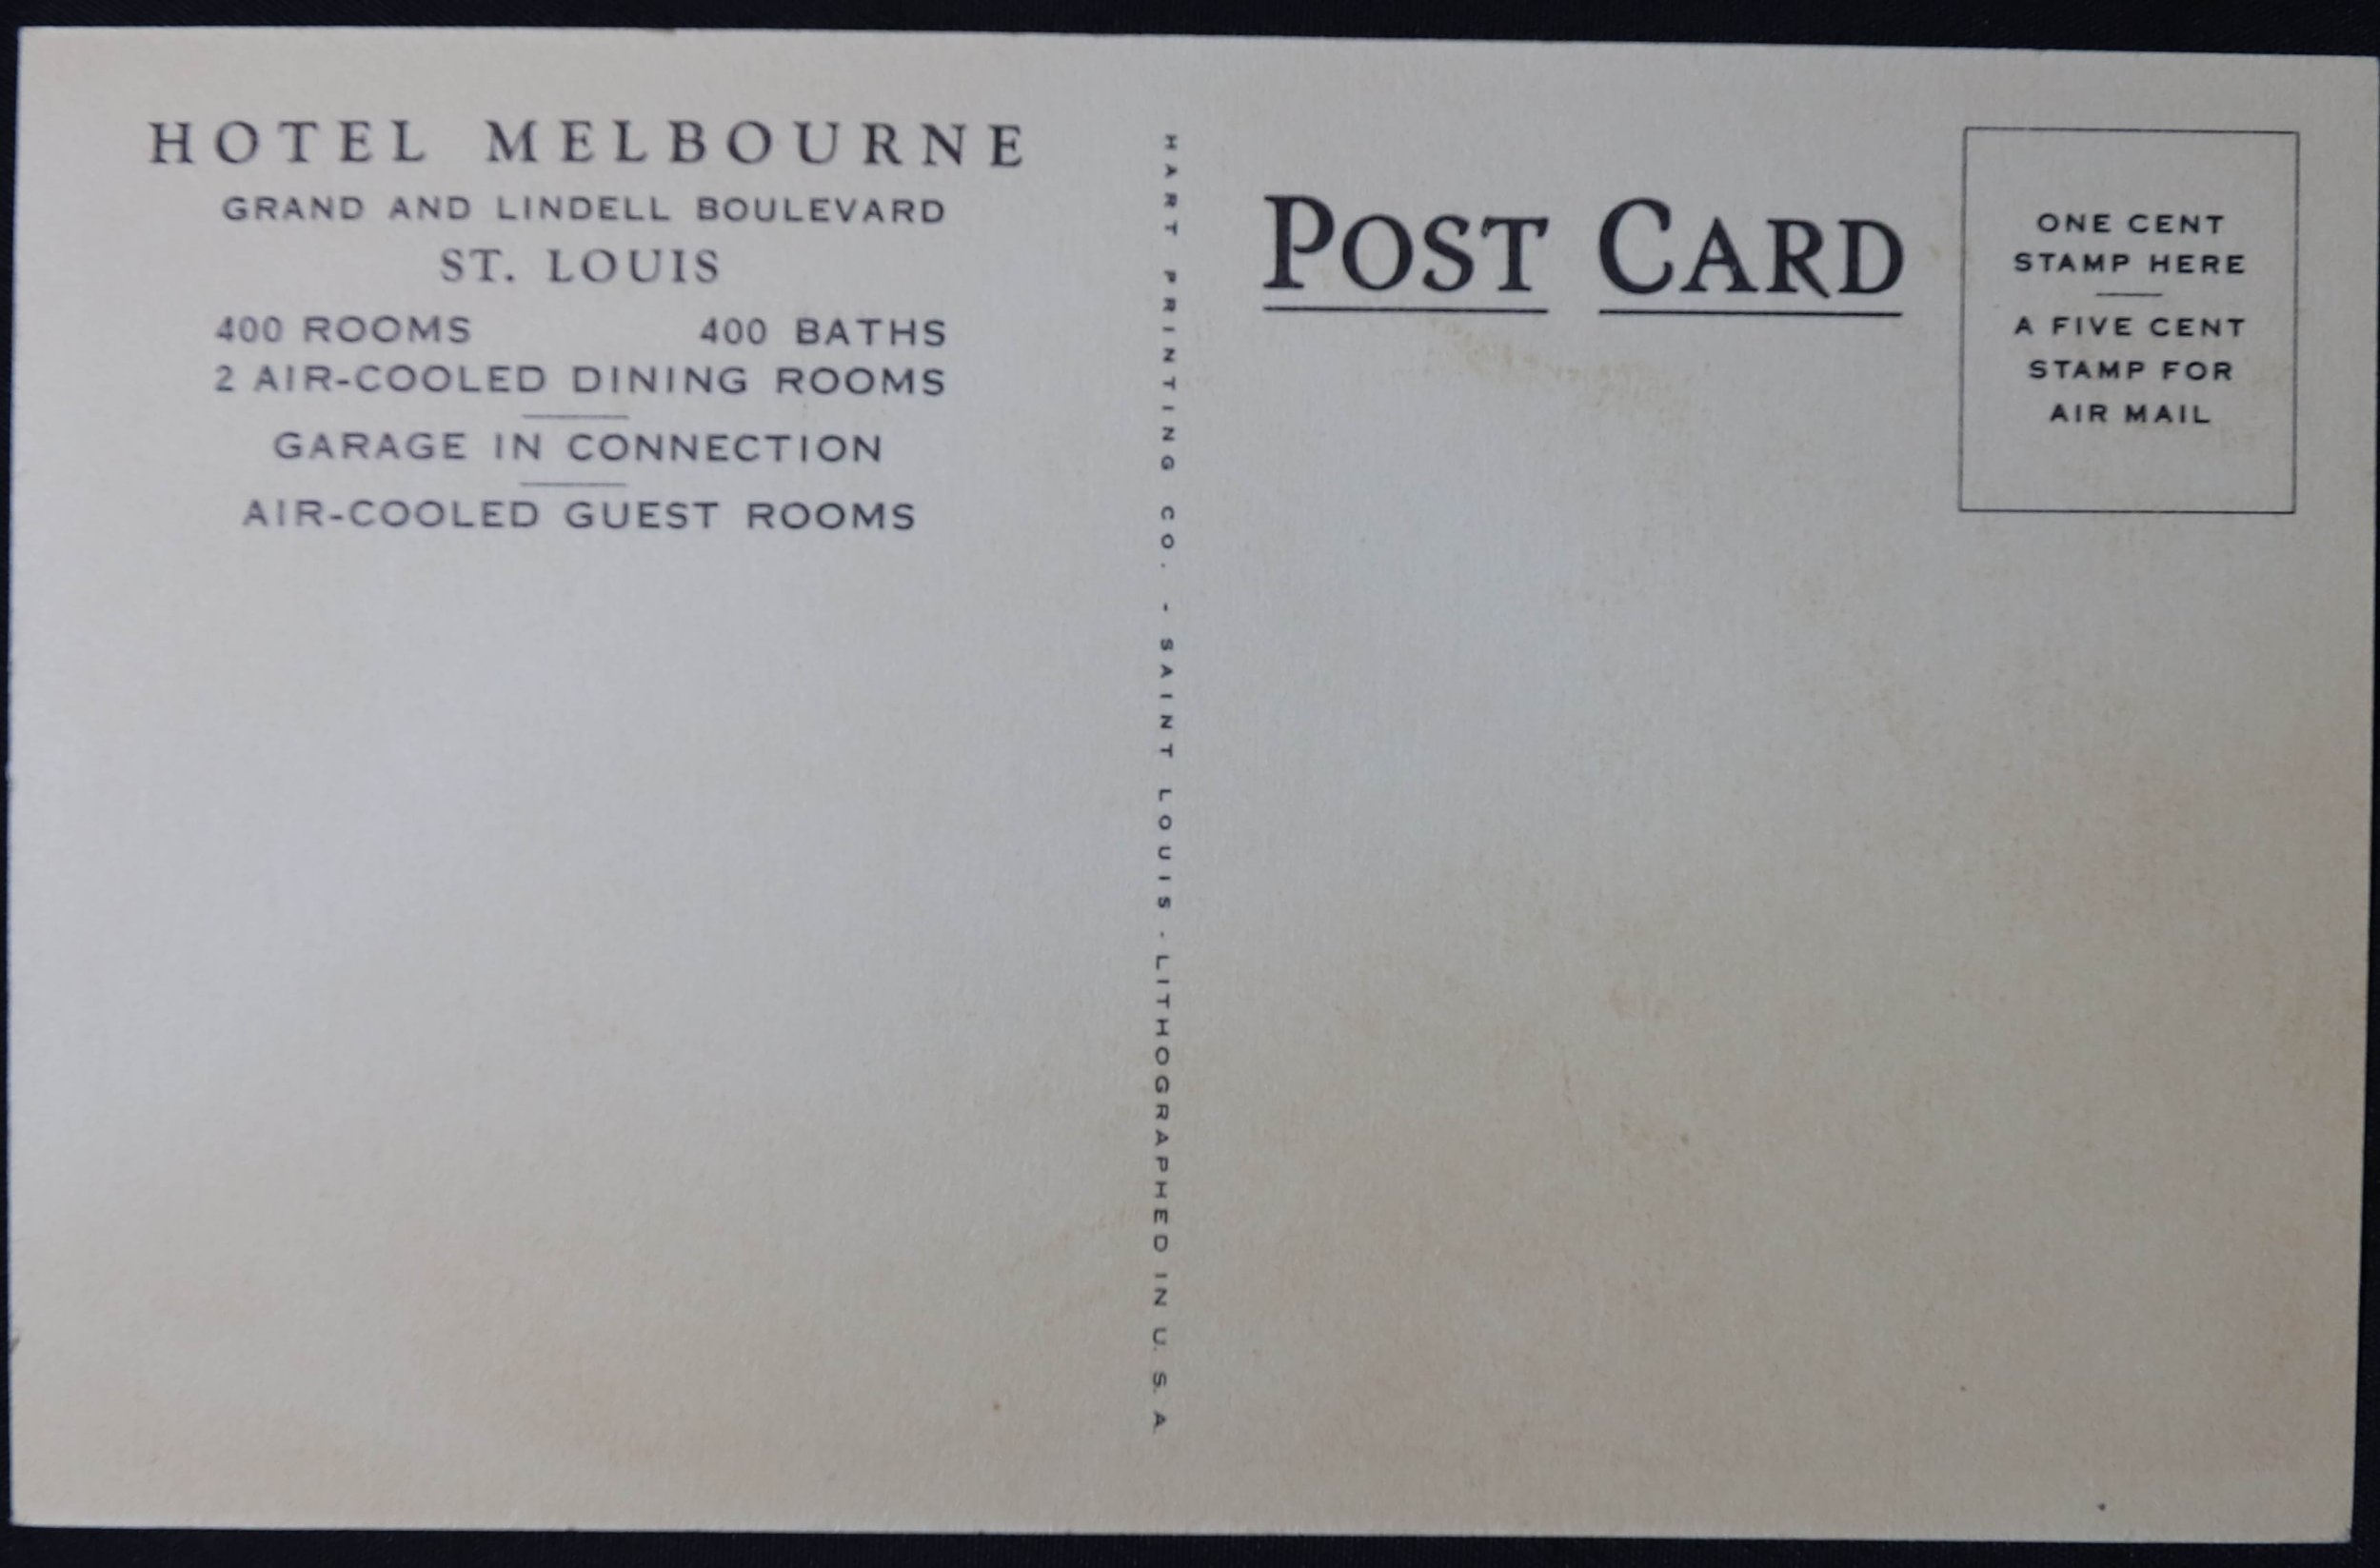 HOTEL MELBOURNE
GRAND AND LINDELL BOULEVARD
ST. LOUIS
400 ROOMS 400 BATHS
2 AIR-COOLED DINING ROOMS
GARAGE IN CONNECTION
AIR-COOLED GUEST ROOMS
HART PRINTING CO. - SAINT LOUIS - LITHOGRAPHED IN U. S. A.
POST CARD
ONE CENT
STAMP HERE
A FIVE CENT
STAMP FOR
AIR MAIL